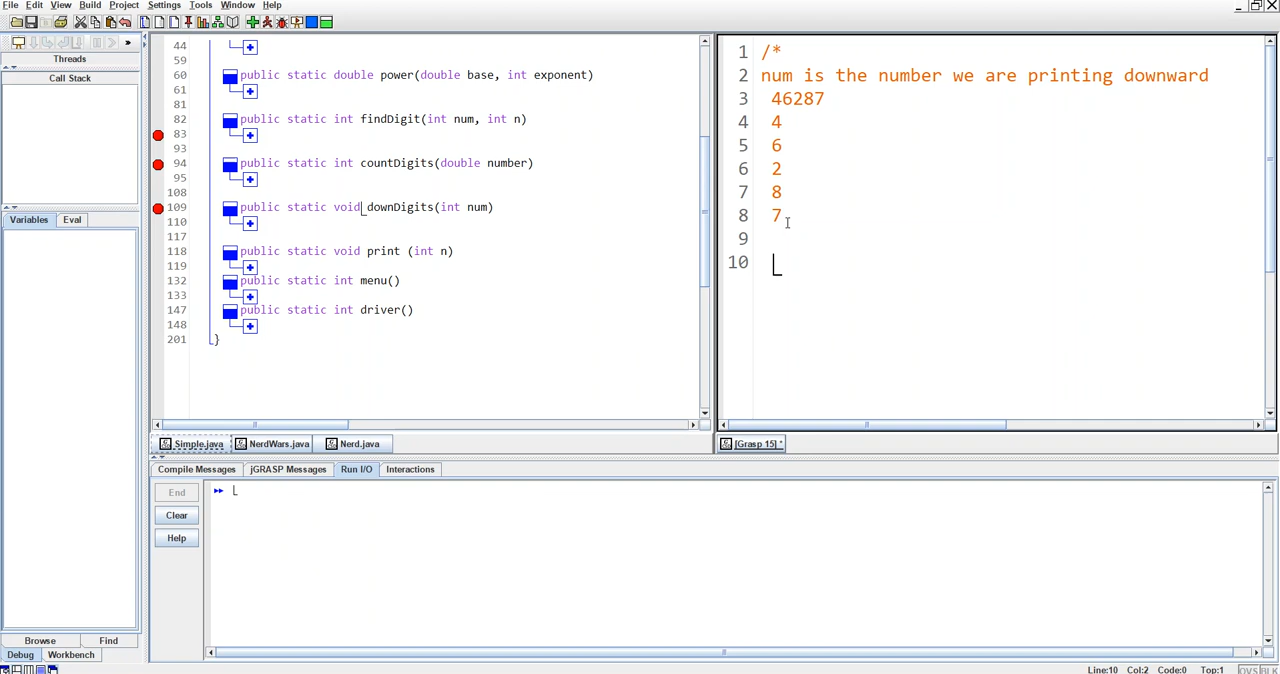 File Edit View Build Project Settings Tools Window Help
Threads
Call Stack
Variables Eval
Browse Find
Debug Workbench
44
59
60 public static double power(double base, int exponent)
61
81
82 public static int findDigit(int num, int n)
83
93
94 public static int countDigits(double number)
95
108
109 public static void downDigits(int num)
110
117
118 public static void print (int n)
119
132 public static int menu()
133
147 public static int driver()
148
201 }
Simple.java NerdWars.java Nerd.java
1 /*
2 num is the number we are printing downward
3 46287
4 4
5 6
6 2
7 8
8 7
9
10
[Grasp 15] *
Compile Messages jGRASP Messages Run I/O Interactions
End
Clear
Help
Line:10 Col:2 Code:0 Top:1 OVS BLK